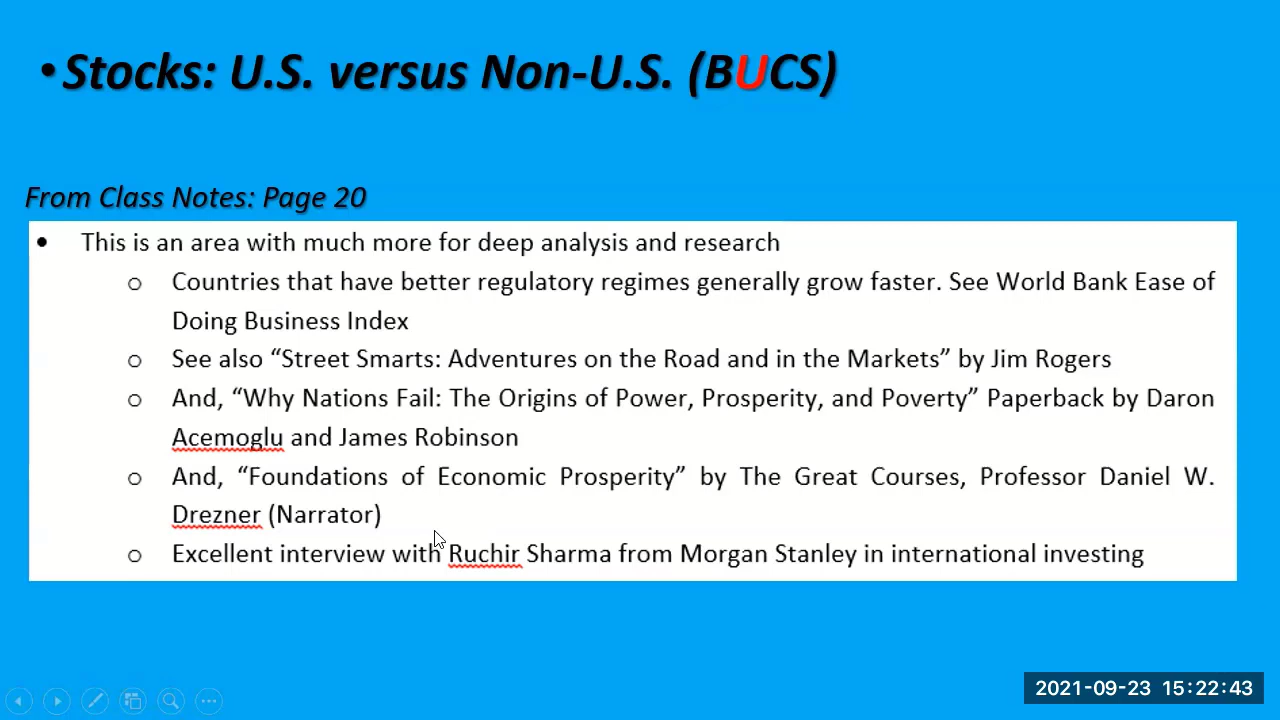 •Stocks: U.S. versus Non-U.S. (BUCS)
From Class Notes: Page 20
• This is an area with much more for deep analysis and research
o Countries that have better regulatory regimes generally grow faster. See World Bank Ease of
Doing Business Index
o See also “Street Smarts: Adventures on the Road and in the Markets” by Jim Rogers
o And, “Why Nations Fail: The Origins of Power, Prosperity, and Poverty” Paperback by Daron
Acemoglu and James Robinson
o And, “Foundations of Economic Prosperity” by The Great Courses, Professor Daniel W.
Drezner (Narrator)
o Excellent interview with Ruchir Sharma from Morgan Stanley in international investing
2021-09-23 15:22:43